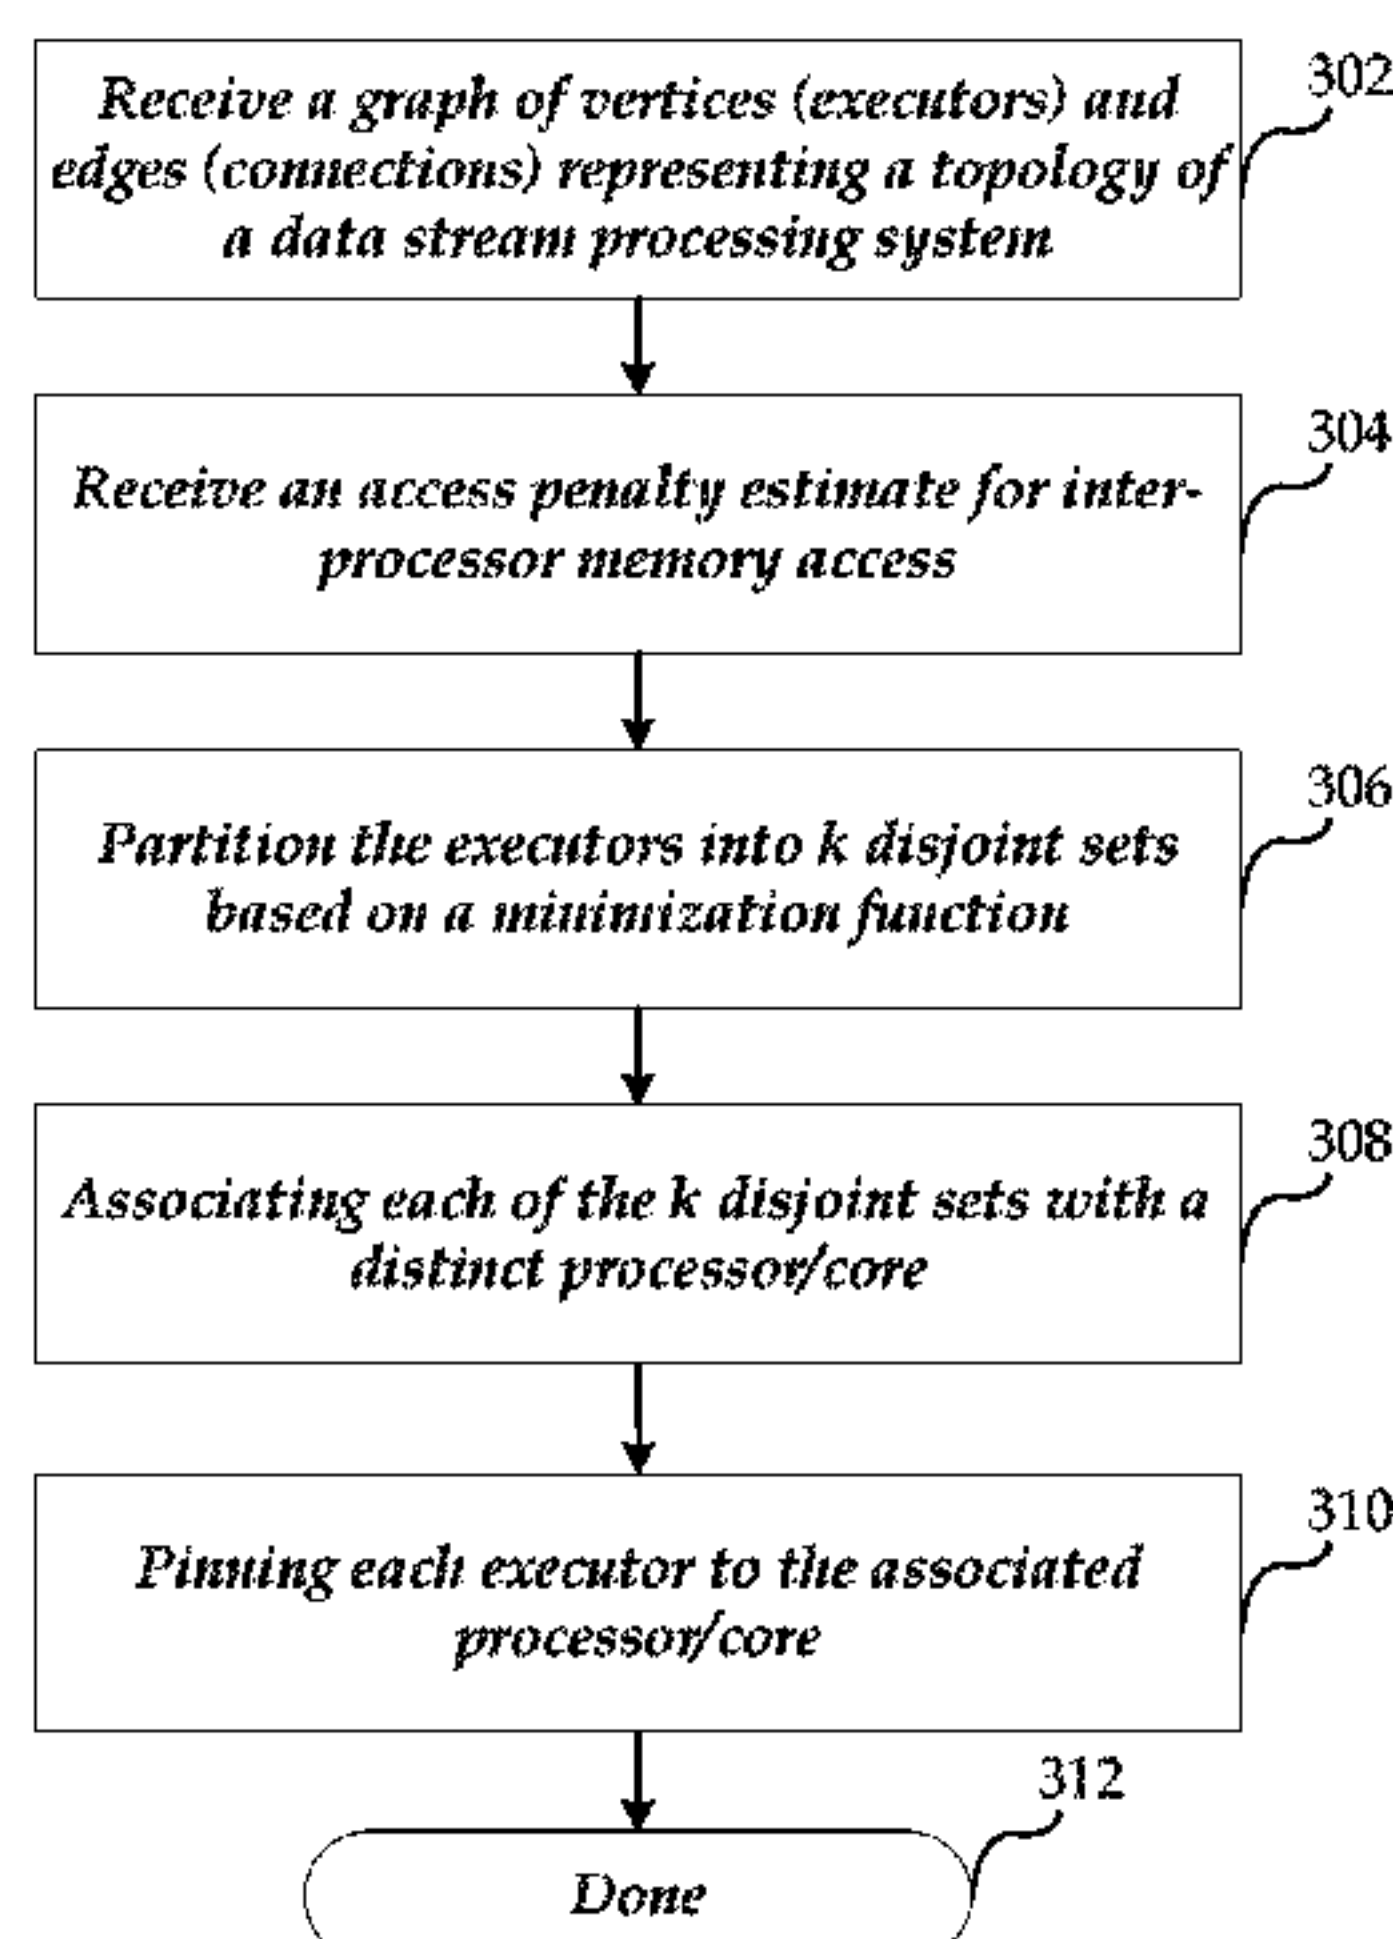 302
Receive a graph of vertices (executors) and
edges (connections) representing a topology of
a data stream processing system
304
Receive an access penalty estimate for inter-
processor memory access
306
Partition the executors into k disjoint sets
based on a minimization function
308
Associating each of the k disjoint sets with a
distinct processor/core
310
Pinning each executor to the associated
processor/core
312
Done